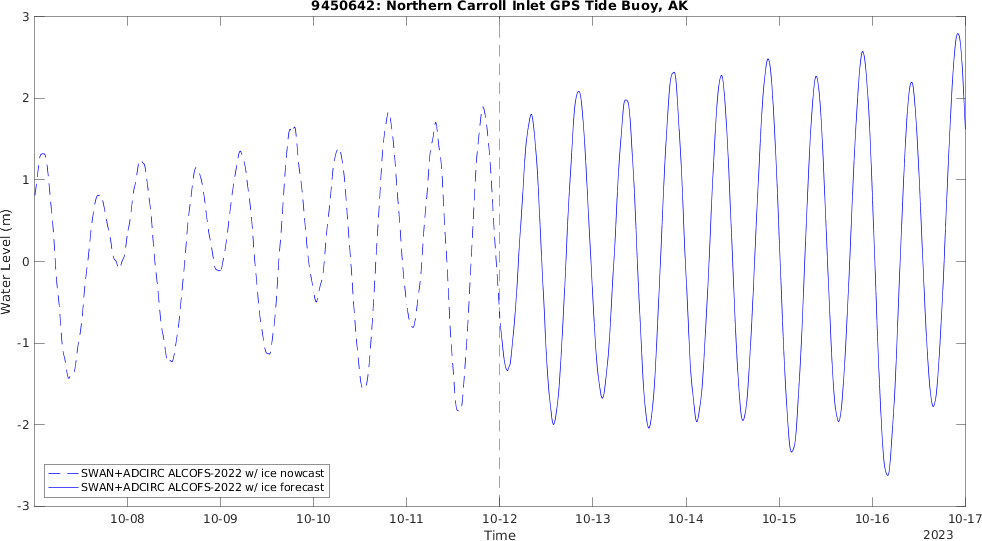 9450642: Northern Carroll Inlet GPS Tide Buoy, AK
3
2
1
0
-1
-2
-3
Water Level (m)
SWAN+ADCIRC ALCOFS-2022 w/ ice nowcast
SWAN+ADCIRC ALCOFS-2022 w/ ice forecast
10-08 10-09 10-10 10-11 10-12 10-13 10-14 10-15 10-16 10-17
Time
2023